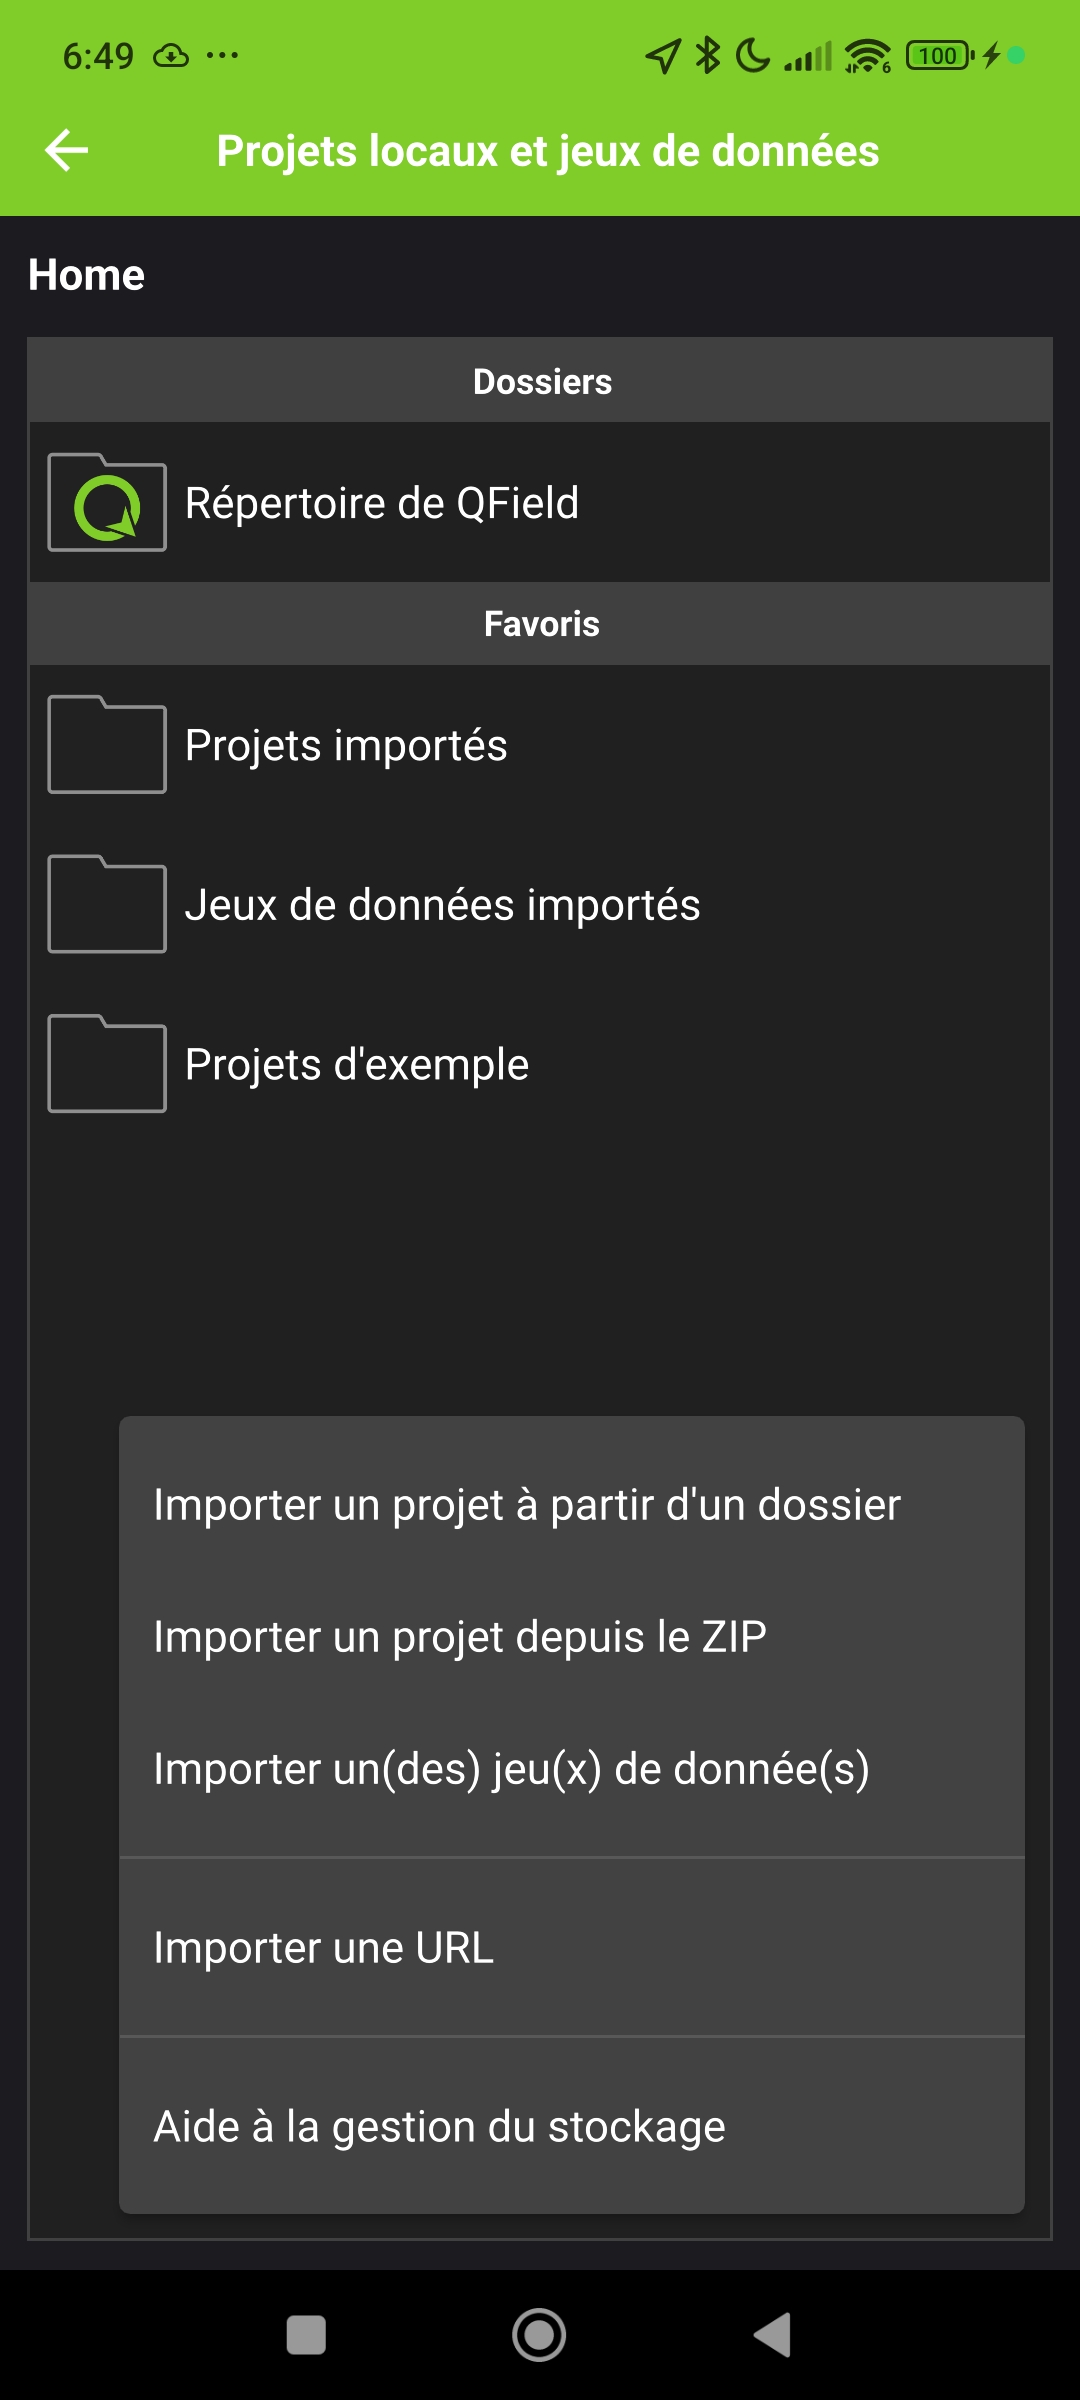 6:49
6 100
Projets locaux et jeux de données
Home
Dossiers
Répertoire de QField
Favoris
Projets importés
Jeux de données importés
Projets d'exemple
Importer un projet à partir d'un dossier
Importer un projet depuis le ZIP
Importer un(des) jeu(x) de donnée(s)
Importer une URL
Aide à la gestion du stockage